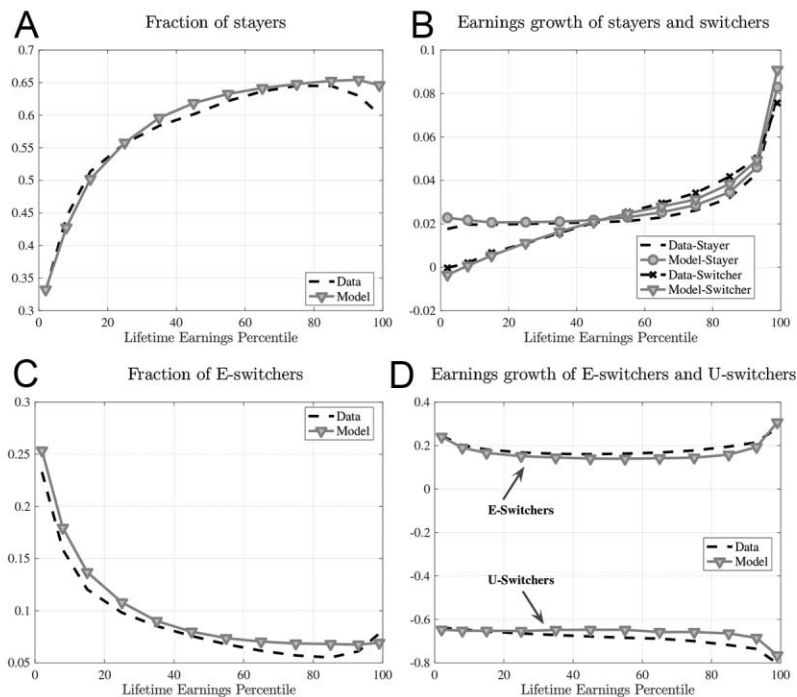 A
Fraction of stayers
0.7
0.65
0.6
0.55
0.5
0.45
0.4
0.35
0.3
0
20
40
60
80
100
Lifetime Earnings Percentile
Data
Model
B
Earnings growth of stayers and switchers
0.1
0.08
0.06
0.04
0.02
0
-0.02
0
20
40
60
80
100
Lifetime Earnings Percentile
Data-Stayer
Model-Stayer
Data-Switcher
Model-Switcher
C
Fraction of E-switchers
0.3
0.25
0.2
0.15
0.1
0.05
0
20
40
60
80
100
Lifetime Earnings Percentile
Data
Model
D
Earnings growth of E-switchers and U-switchers
0.4
0.2
0
-0.2
-0.4
-0.6
-0.8
0
20
40
60
80
100
Lifetime Earnings Percentile
E-Switchers
U-Switchers
Data
Model